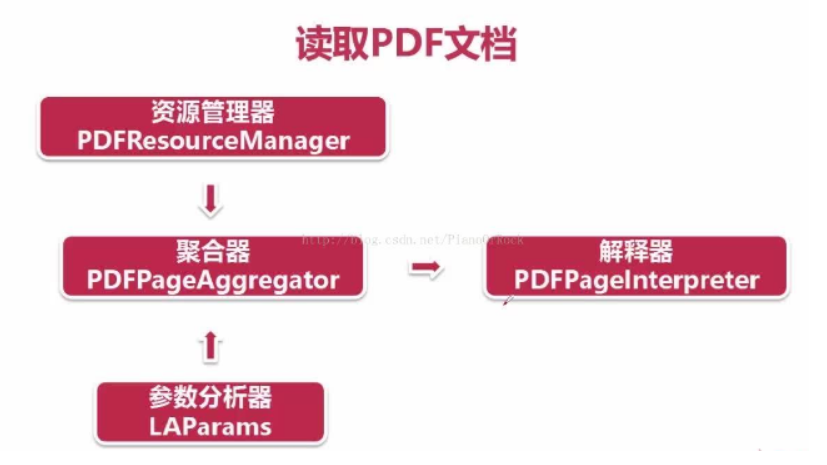 读取PDF文档
资源管理器
PDFResourceManager
http://blog.csdn.net/PianoOrRock
聚合器
PDFPageAggregator
解释器
PDFPageInterpreter
参数分析器
LAParams